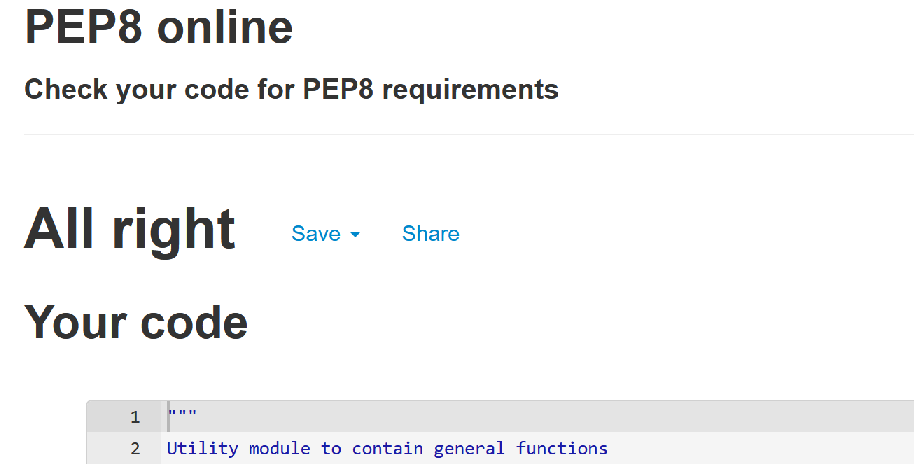 PEP8 online
Check your code for PEP8 requirements
All right Save Share
Your code
1 """
2 Utility module to contain general functions